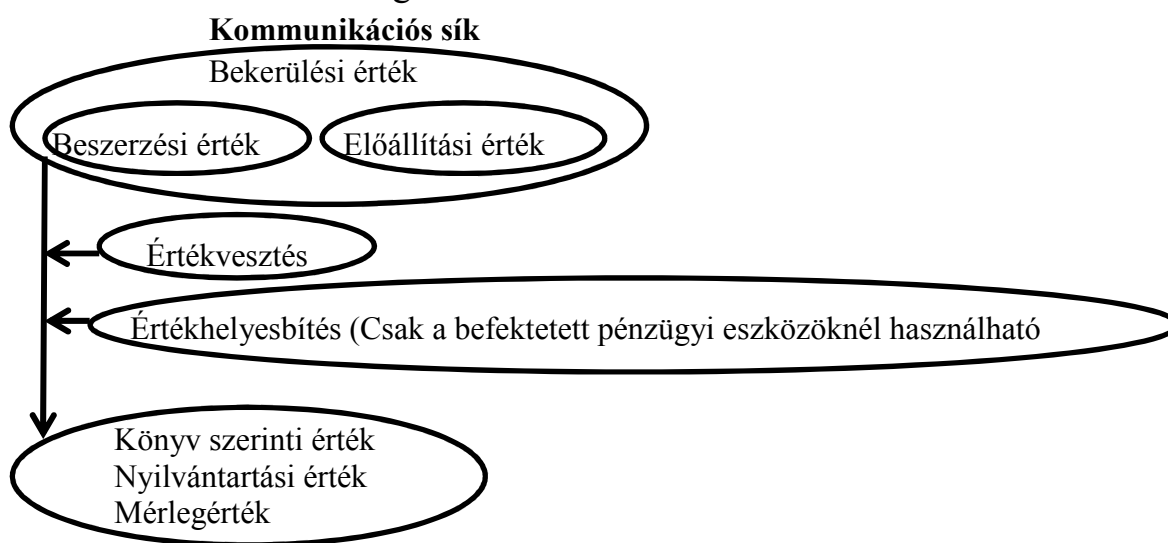 Kommunikációs sík
Bekerülési érték
Beszerzési érték Előállítási érték
Értékvesztés
Értékhelyesbítés (Csak a befektetett pénzügyi eszközöknél használható
Könyv szerinti érték
Nyilvántartási érték
Mérlegérték